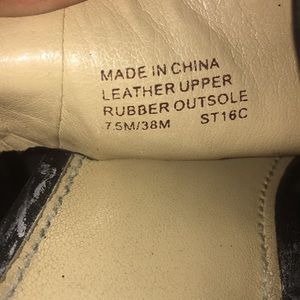 MADE IN CHINA
LEATHER UPPER
RUBBER OUTSOLE
7.5M/38M ST16C